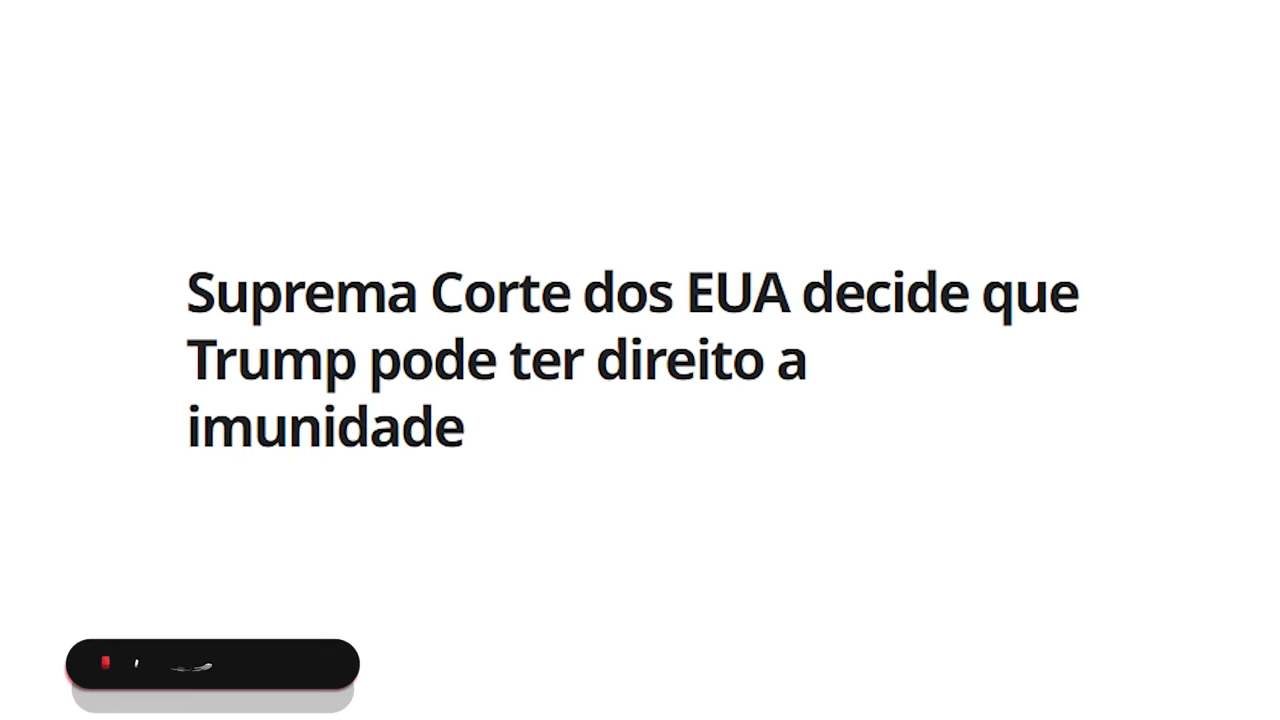 Suprema Corte dos EUA decide que
Trump pode ter direito a
imunidade